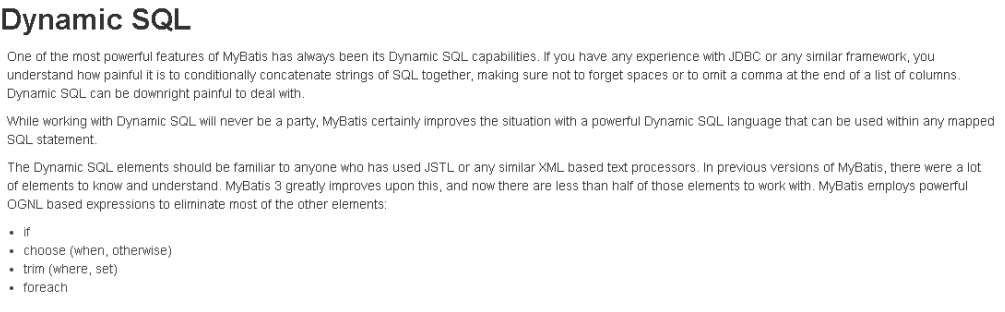 Dynamic SQL
One of the most powerful features of MyBatis has always been its Dynamic SQL capabilities. If you have any experience with JDBC or any similar framework, you
understand how painful it is to conditionally concatenate strings of SQL together, making sure not to forget spaces or to omit a comma at the end of a list of columns.
Dynamic SQL can be downright painful to deal with.
While working with Dynamic SQL will never be a party, MyBatis certainly improves the situation with a powerful Dynamic SQL language that can be used within any mapped
SQL statement.
The Dynamic SQL elements should be familiar to anyone who has used JSTL or any similar XML based text processors. In previous versions of MyBatis, there were a lot
of elements to know and understand. MyBatis 3 greatly improves upon this, and now there are less than half of those elements to work with. MyBatis employs powerful
OGNL based expressions to eliminate most of the other elements:
• if
• choose (when, otherwise)
• trim (where, set)
• foreach